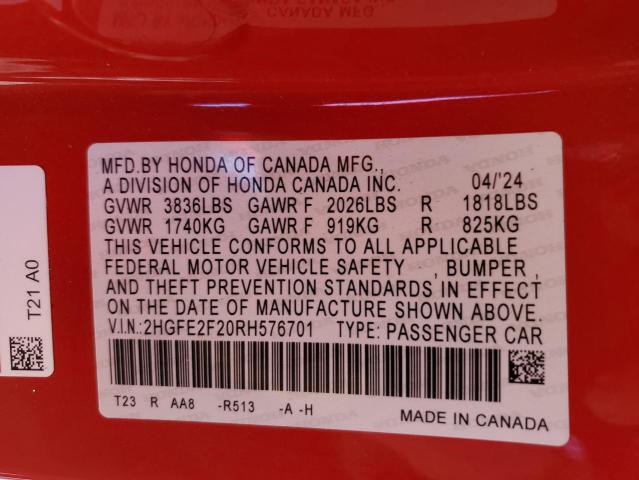 MFD.BY HONDA OF CANADA MFG.,
A DIVISION OF HONDA CANADA INC. 04/'24
GVWR 3836LBS GAWR F 2026LBS R 1818LBS
GVWR 1740KG GAWR F 919KG R 825KG
THIS VEHICLE CONFORMS TO ALL APPLICABLE
FEDERAL MOTOR VEHICLE SAFETY , BUMPER ,
AND THEFT PREVENTION STANDARDS IN EFFECT
ON THE DATE OF MANUFACTURE SHOWN ABOVE.
V.I.N.:2HGFE2F20RH576701 TYPE: PASSENGER CAR
T23 R AA8 -R513 -A -H
MADE IN CANADA
T21 A0